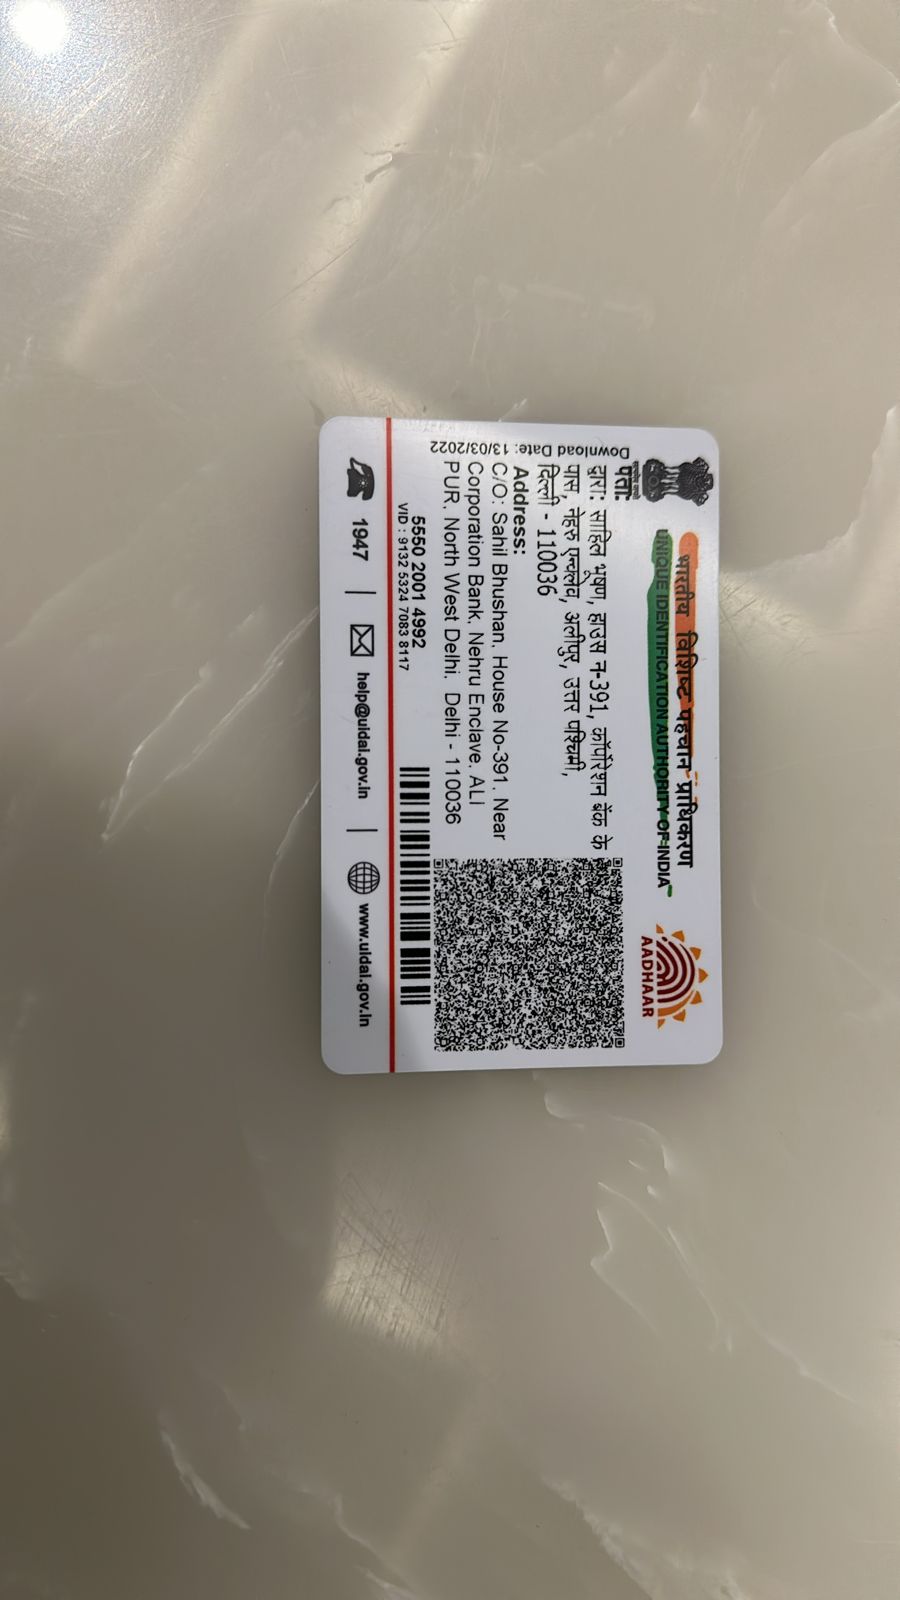 भारतीय विशिष्ट पहचान प्राधिकरण
UNIQUE IDENTIFICATION AUTHORITY OF INDIA
AADHAAR
Download Date: 13/03/2022
पता:
द्वारा: साहिल भूषण, हाउस न-391, कॉर्पोरेशन बैंक के
पास, नेहरु एन्क्लेव, अलीपुर, उत्तर पश्चिमी,
दिल्ली - 110036
Address:
C/O: Sahil Bhushan, House No-391, Near
Corporation Bank, Nehru Enclave, ALI
PUR, North West Delhi, Delhi - 110036
5550 2001 4992
VID : 9132 5324 7083 8117
1947 | help@uidai.gov.in | www.uidai.gov.in